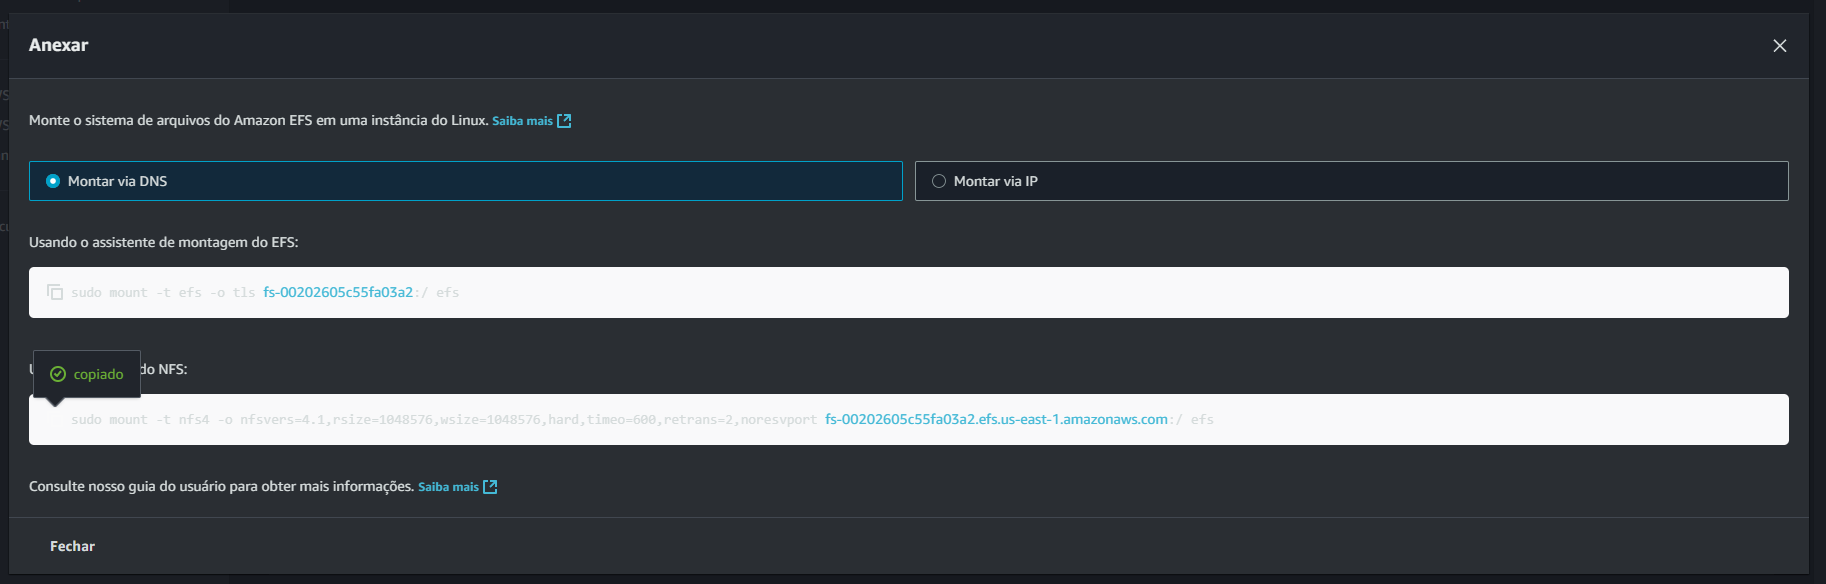 Anexar
Monte o sistema de arquivos do Amazon EFS em uma instância do Linux. Saiba mais
Montar via DNS
Montar via IP
Usando o assistente de montagem do EFS:
sudo mount -t efs -o tls fs-00202605c55fa03a2:/ efs
copiado
do NFS:
sudo mount -t nfs4 -o nfsvers=4.1,rsize=1048576,wsize=1048576,hard,timeo=600,retrans=2,noresvport fs-00202605c55fa03a2.efs.us-east-1.amazonaws.com:/ efs
Consulte nosso guia do usuário para obter mais informações. Saiba mais
Fechar